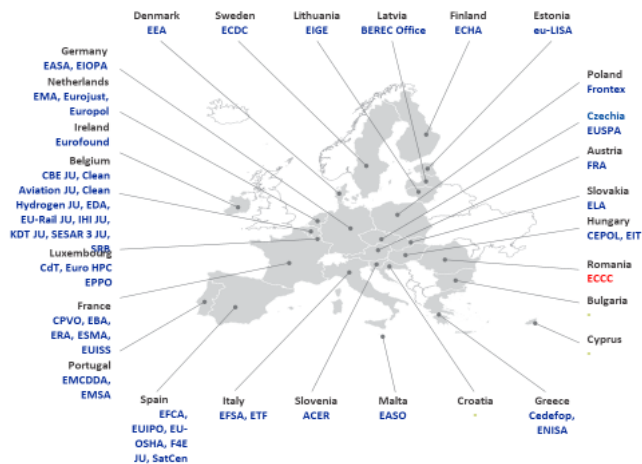 Denmark
EEA
Sweden
ECDC
Lithuania
EIGE
Latvia
BEREC Office
Finland
ECHA
Estonia
eu-LISA
Germany
EASA, EIOPA
Netherlands
EMA, Eurojust,
Europol
Ireland
Eurofound
Belgium
CBE JU, Clean
Aviation JU, Clean
Hydrogen JU, EDA,
EU-Rail JU, IHI JU,
KDT JU, SESAR 3 JU,
SRB
Luxembourg
CdT, Euro HPC
EPPO
France
CPVO, EBA,
ERA, ESMA,
EUISS
Portugal
EMCDDA,
EMSA
Spain
EFCA,
EUIPO, EU-
OSHA, F4E
JU, SatCen
Italy
EFSA, ETF
Slovenia
ACER
Malta
EASO
Croatia
-
Greece
Cedefop,
ENISA
Poland
Frontex
Czechia
EUSPA
Austria
FRA
Slovakia
ELA
Hungary
CEPOL, EIT
Romania
ECCC
Bulgaria
-
Cyprus
-